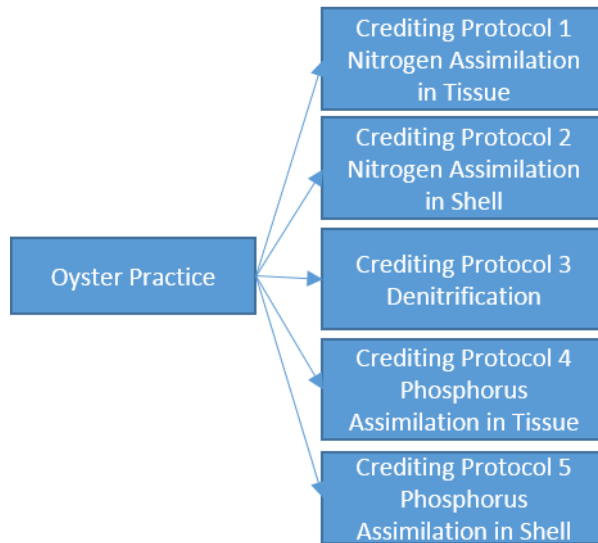 Crediting Protocol 1
Nitrogen Assimilation
in Tissue
Crediting Protocol 2
Nitrogen Assimilation
in Shell
Oyster Practice
Crediting Protocol 3
Denitrification
Crediting Protocol 4
Phosphorus
Assimilation in Tissue
Crediting Protocol 5
Phosphorus
Assimilation in Shell